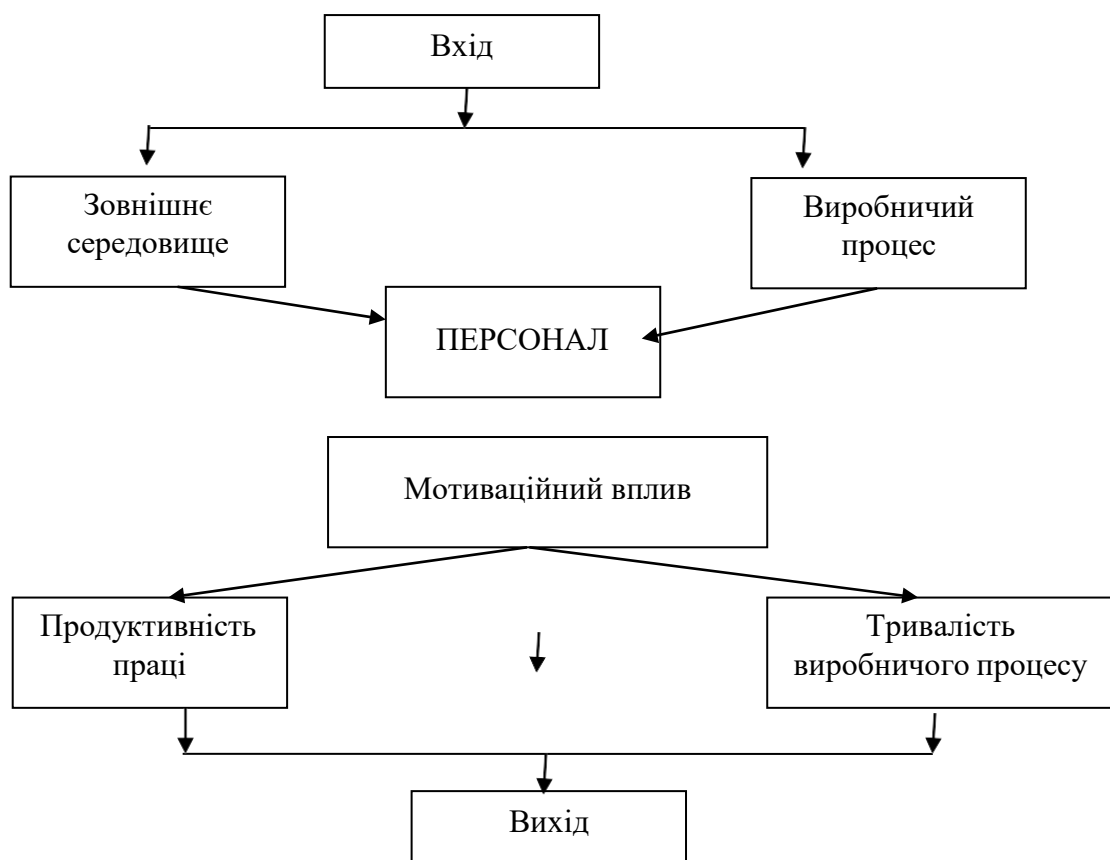 Вхід
Зовнішнє
середовище
Виробничий
процес
ПЕРСОНАЛ
Мотиваційний вплив
Продуктивність
праці
Тривалість
виробничого процесу
Вихід